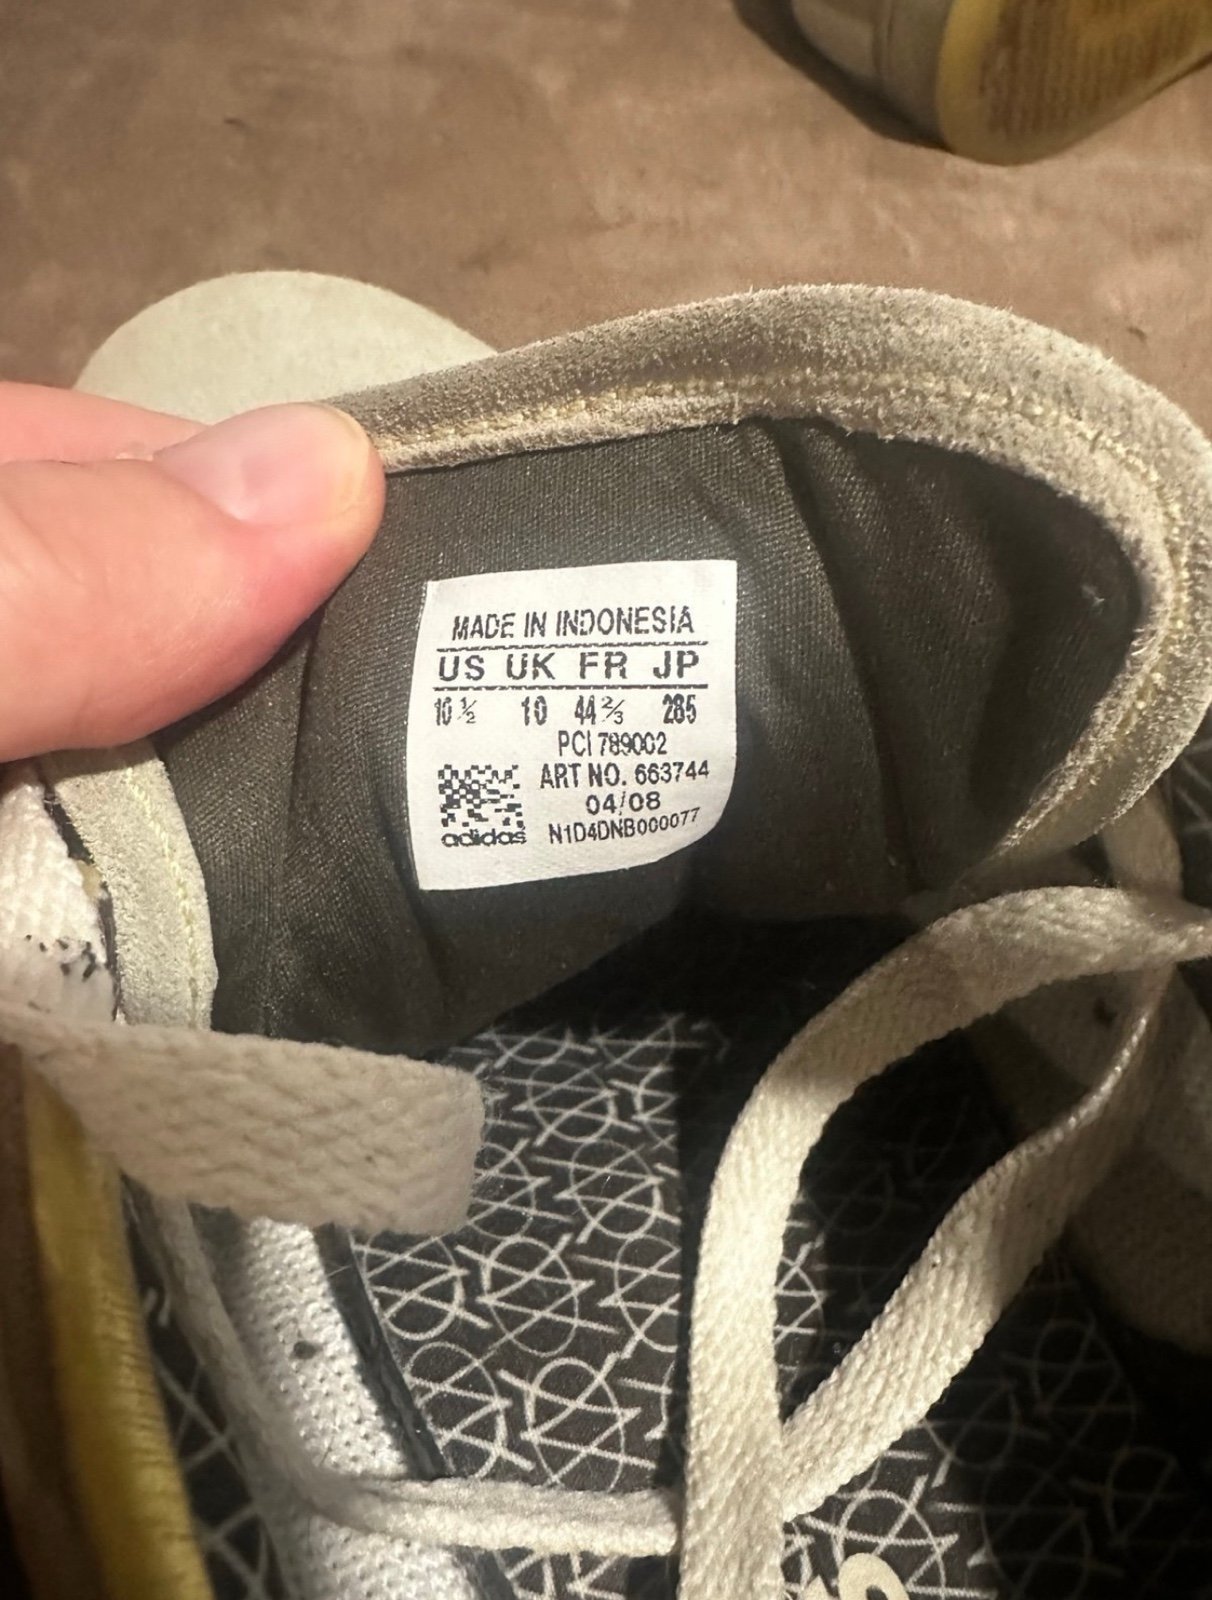 MADE IN INDONESIA
US UK FR JP
10 ½ 10 44 ⅔ 285
PCI 789002
ART NO. 663744
04/08
adidas N1D4DNB000077